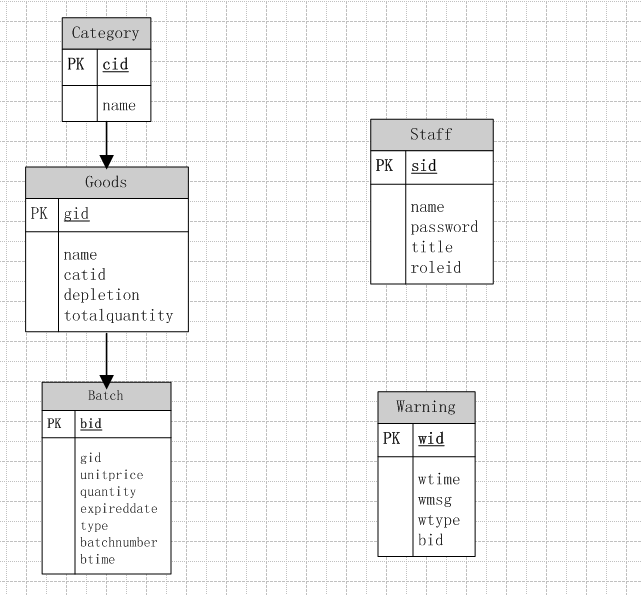 Category
PK cid
name
Goods
PK gid
name
catid
depletion
totalquantity
Batch
PK bid
gid
unitprice
quantity
expireddate
type
batchnumber
btime
Staff
PK sid
name
password
title
roleid
Warning
PK wid
wtime
wmsg
wtype
bid